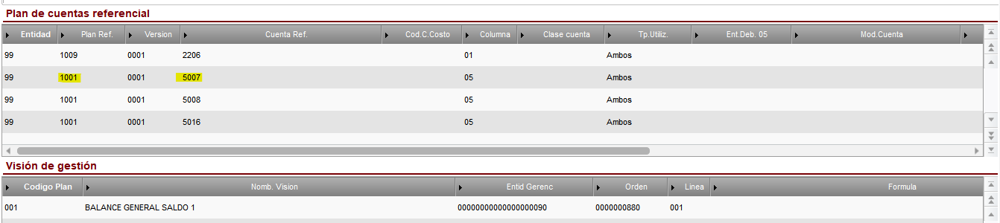 Plan de cuentas referencial
Entidad Plan Ref. Version Cuenta Ref. Cod.C.Costo Columna Clase cuenta Tp.Utiliz. Ent.Deb. 05 Mod.Cuenta
99 1009 0001 2206 01 Ambos
99 1001 0001 5007 05 Ambos
99 1001 0001 5008 05 Ambos
99 1001 0001 5016 05 Ambos
Visión de gestión
Codigo Plan Nomb. Vision Entid Gerenc Orden Linea Formula
001 BALANCE GENERAL SALDO 1 00000000000000000090 0000000880 001